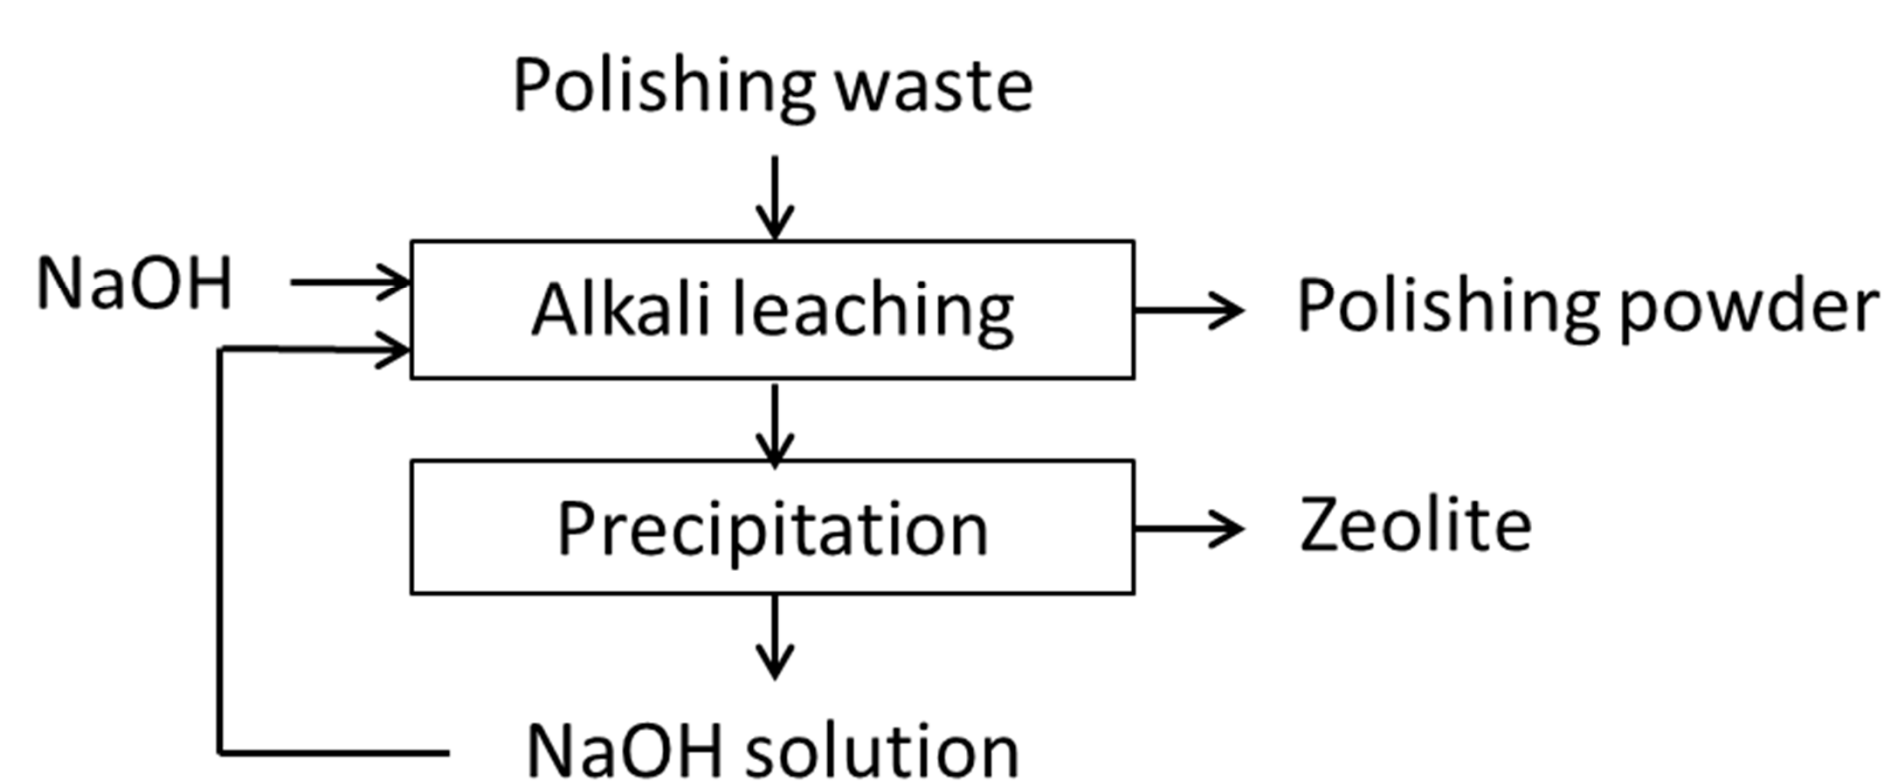 Polishing waste
NaOH
Alkali leaching
Polishing powder
Precipitation
Zeolite
NaOH solution